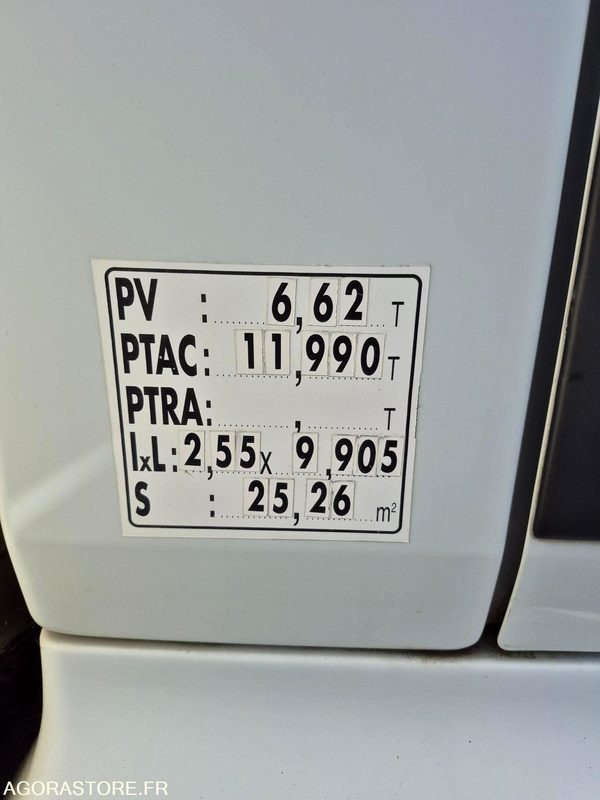 PV : 6,62 T
PTAC: 11,990 T
PTRA: , T
lxL: 2,55 x 9,905
S : 25,26 m²
AGORASTORE.FR